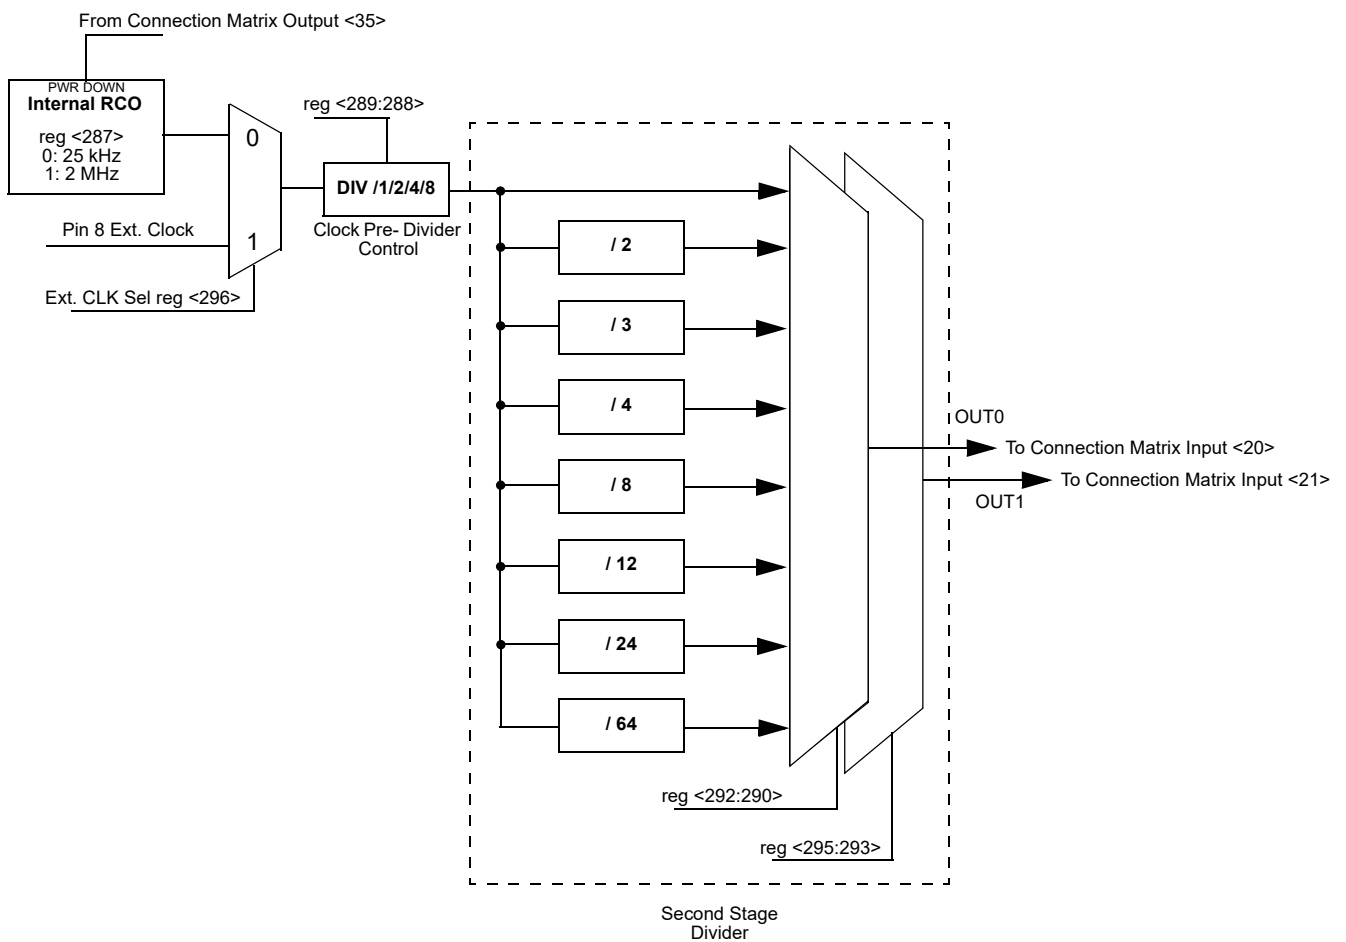 From Connection Matrix Output <35>
PWR DOWN
Internal RCO
reg <287>
0: 25 kHz
1: 2 MHz
0
1
Pin 8 Ext. Clock
Ext. CLK Sel reg <296>
reg <289:288>
DIV /1/2/4/8
Clock Pre- Divider
Control
/ 2
/ 3
/ 4
/ 8
/ 12
/ 24
/ 64
OUT0
To Connection Matrix Input <20>
To Connection Matrix Input <21>
OUT1
reg <292:290>
reg <295:293>
Second Stage
Divider